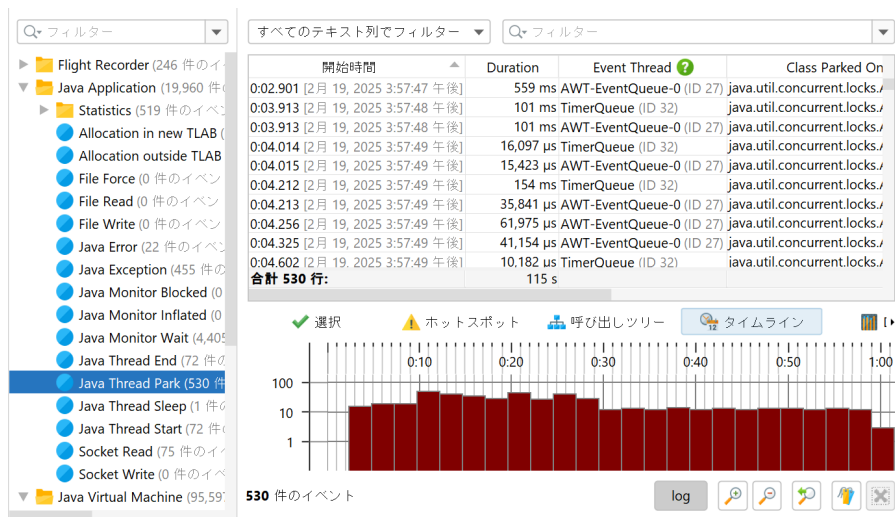 フィルター
すべてのテキスト列でフィルター
フィルター
Flight Recorder (246 件のイ
Java Application (19,960 件の
Statistics (519 件のイベ
Allocation in new TLAB (
Allocation outside TLAB
File Force (0 件のイベン
File Read (0 件のイベン
File Write (0 件のイベン
Java Error (22 件のイベ
Java Exception (455 件の
Java Monitor Blocked (0
Java Monitor Inflated (0
Java Monitor Wait (4,405
Java Thread End (72 件の
Java Thread Park (530 件
Java Thread Sleep (1 件の
Java Thread Start (72 件
Socket Read (75 件のイベ
Socket Write (0 件のイベ
Java Virtual Machine (95,597
開始時間 Duration Event Thread ? Class Parked On
0:02.901 [2月 19, 2025 3:57:47 午後] 559 ms AWT-EventQueue-0 (ID 27) java.util.concurrent.locks.A
0:03.913 [2月 19, 2025 3:57:48 午後] 101 ms TimerQueue (ID 32) java.util.concurrent.locks.A
0:03.913 [2月 19, 2025 3:57:48 午後] 101 ms AWT-EventQueue-0 (ID 27) java.util.concurrent.locks.A
0:04.014 [2月 19, 2025 3:57:49 午後] 16,097 µs AWT-EventQueue-0 (ID 27) java.util.concurrent.locks.A
0:04.015 [2月 19, 2025 3:57:49 午後] 15,423 µs AWT-EventQueue-0 (ID 27) java.util.concurrent.locks.A
0:04.212 [2月 19, 2025 3:57:49 午後] 154 ms TimerQueue (ID 32) java.util.concurrent.locks.A
0:04.213 [2月 19, 2025 3:57:49 午後] 35,841 µs AWT-EventQueue-0 (ID 27) java.util.concurrent.locks.A
0:04.256 [2月 19, 2025 3:57:49 午後] 61,975 µs AWT-EventQueue-0 (ID 27) java.util.concurrent.locks.A
0:04.325 [2月 19, 2025 3:57:49 午後] 41,154 µs AWT-EventQueue-0 (ID 27) java.util.concurrent.locks.A
0:04.602 [2月 19, 2025 3:57:49 午後] 10,182 µs TimerQueue (ID 32) java.util.concurrent.locks.A
合計 530 行: 115 s
選択 ホットスポット 呼び出しツリー タイムライン
0:10 0:20 0:30 0:40 0:50 1:00
100
10
1
530 件のイベント log